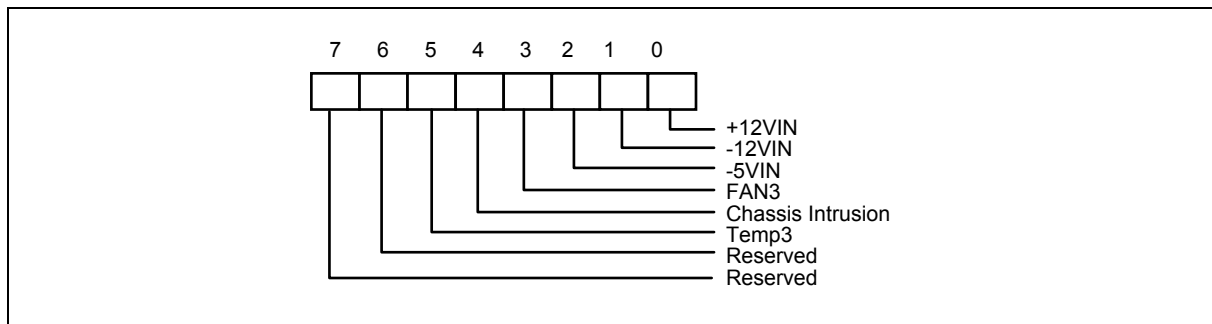 7 6 5 4 3 2 1 0
+12VIN
-12VIN
-5VIN
FAN3
Chassis Intrusion
Temp3
Reserved
Reserved